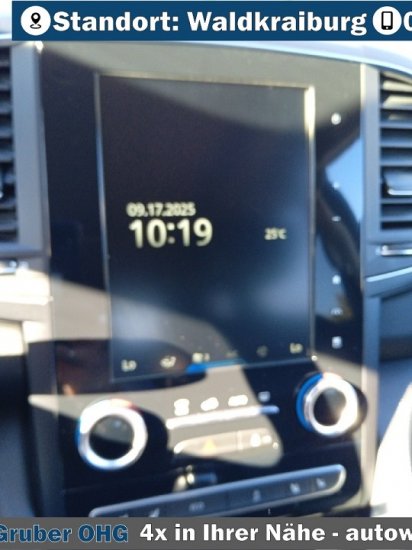 Standort: Waldkraiburg
09.17.2025
10:19
25°C
Lo
Lo
Gruber OHG 4x in Ihrer Nähe - autow